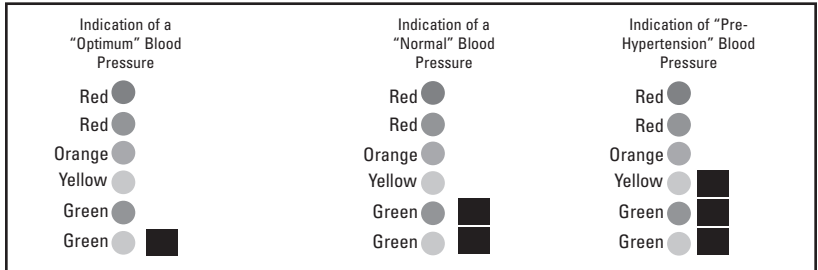 Indication of a
“Optimum” Blood
Pressure
Red
Red
Orange
Yellow
Green
Green
Indication of a
“Normal” Blood
Pressure
Red
Red
Orange
Yellow
Green
Green
Indication of “Pre-
Hypertension” Blood
Pressure
Red
Red
Orange
Yellow
Green
Green